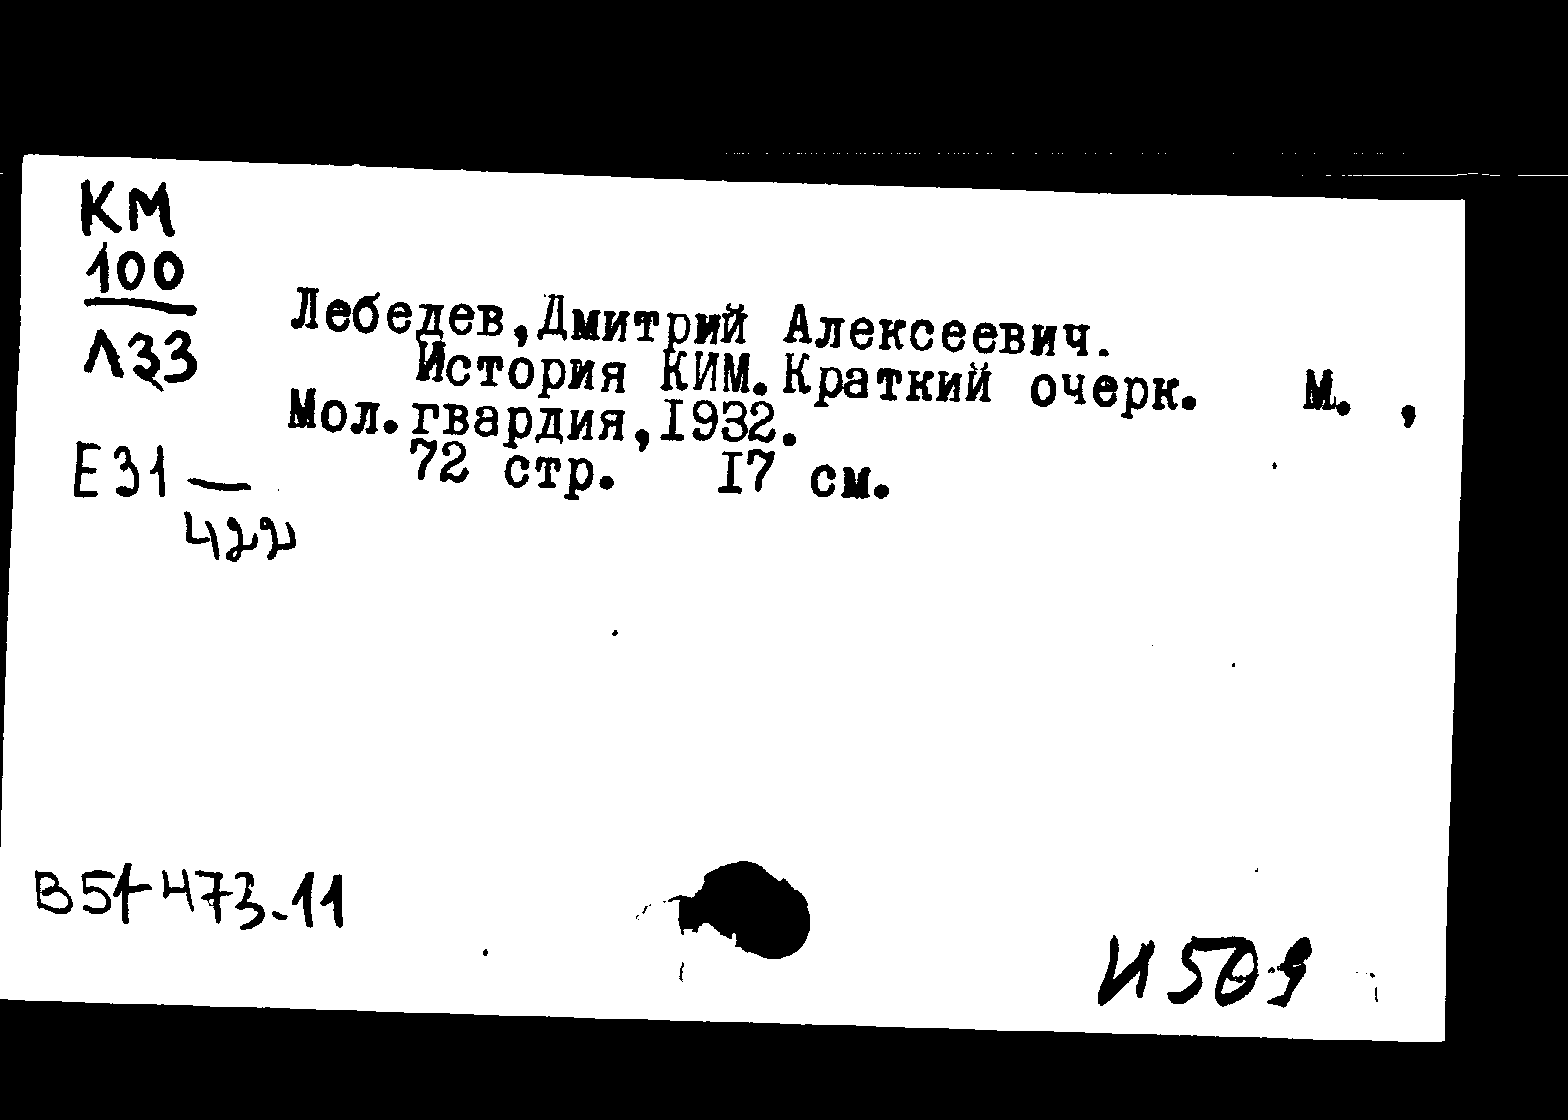 КМ
100
Л33
Лебедев,Дмитрий Алексеевич.
История КИМ.Краткий очерк. М. ,
Мол.гвардия,1932.
72 стр. 17 см.
Е31 —
422
В51-473.11
И509